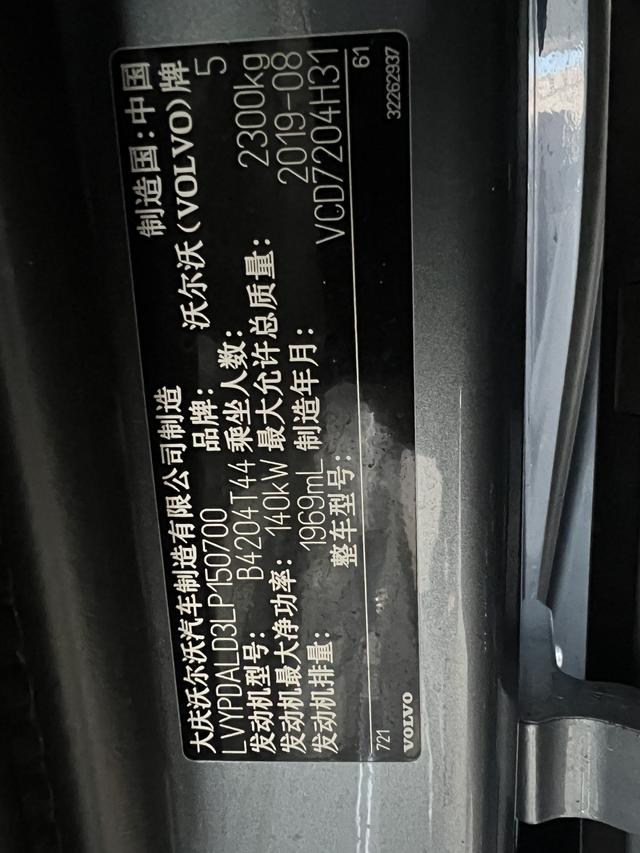 大庆沃尔沃汽车制造有限公司制造 制造国:中国
LVYPDALD3LP150700 品牌: 沃尔沃(VOLVO)牌
发动机型号: B4204T44 乘坐人数: 5
发动机最大净功率: 140kW 最大允许总质量: 2300kg
发动机排量: 1969mL 制造年月: 2019-08
整车型号: VCD7204H31
721 61
VOLVO 32262937